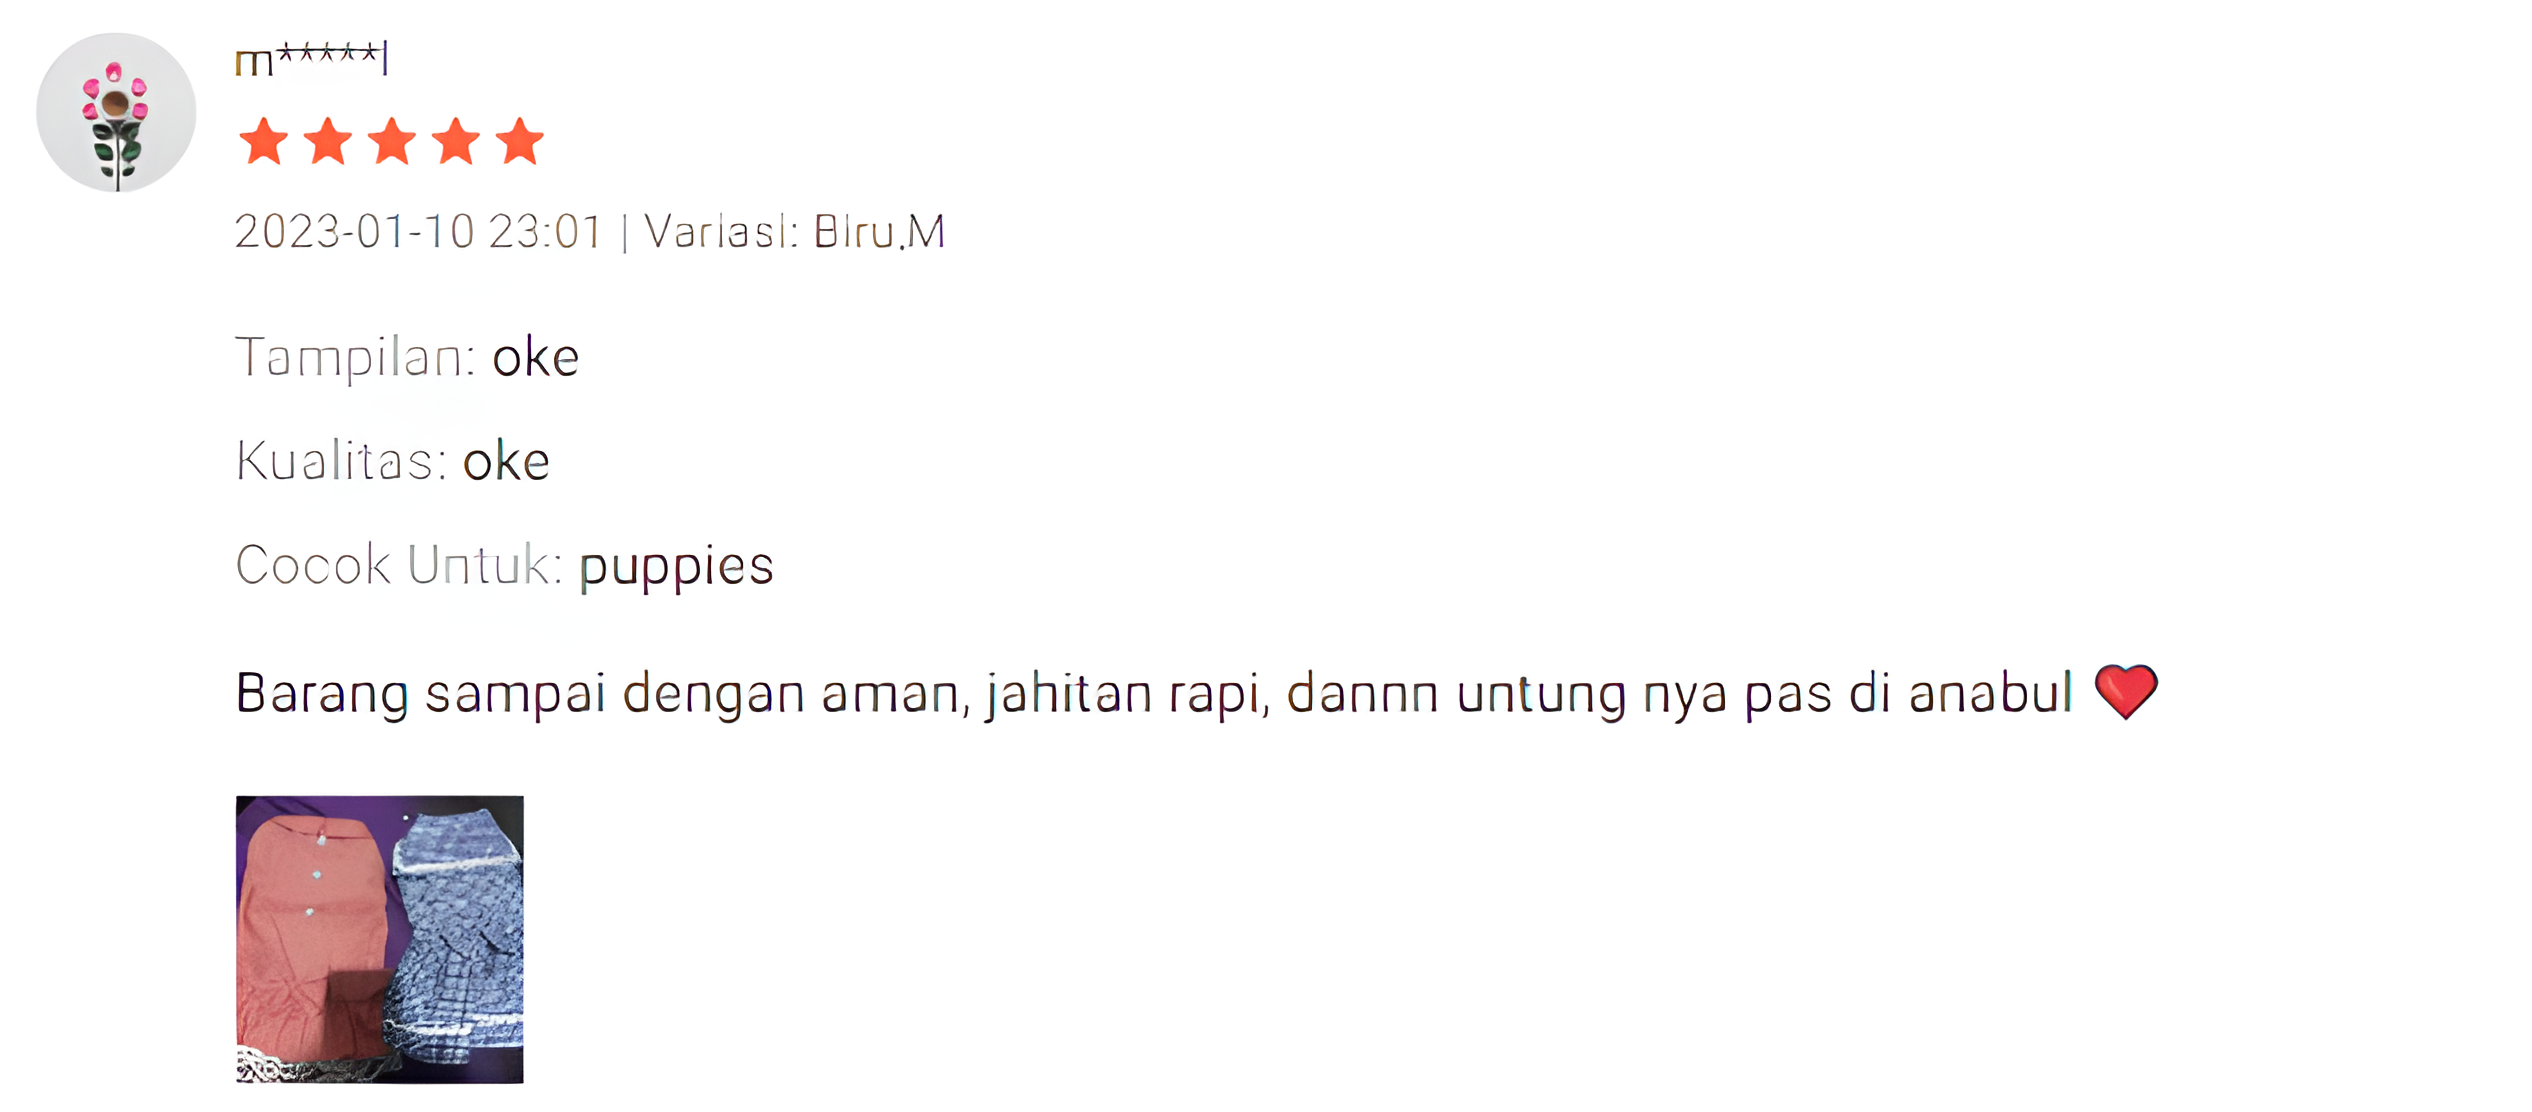 m*****l
2023-01-10 23:01 | Variasi: Biru,M
Tampilan: oke
Kualitas: oke
Cocok Untuk: puppies
Barang sampai dengan aman, jahitan rapi, dannn untung nya pas di anabul ❤️